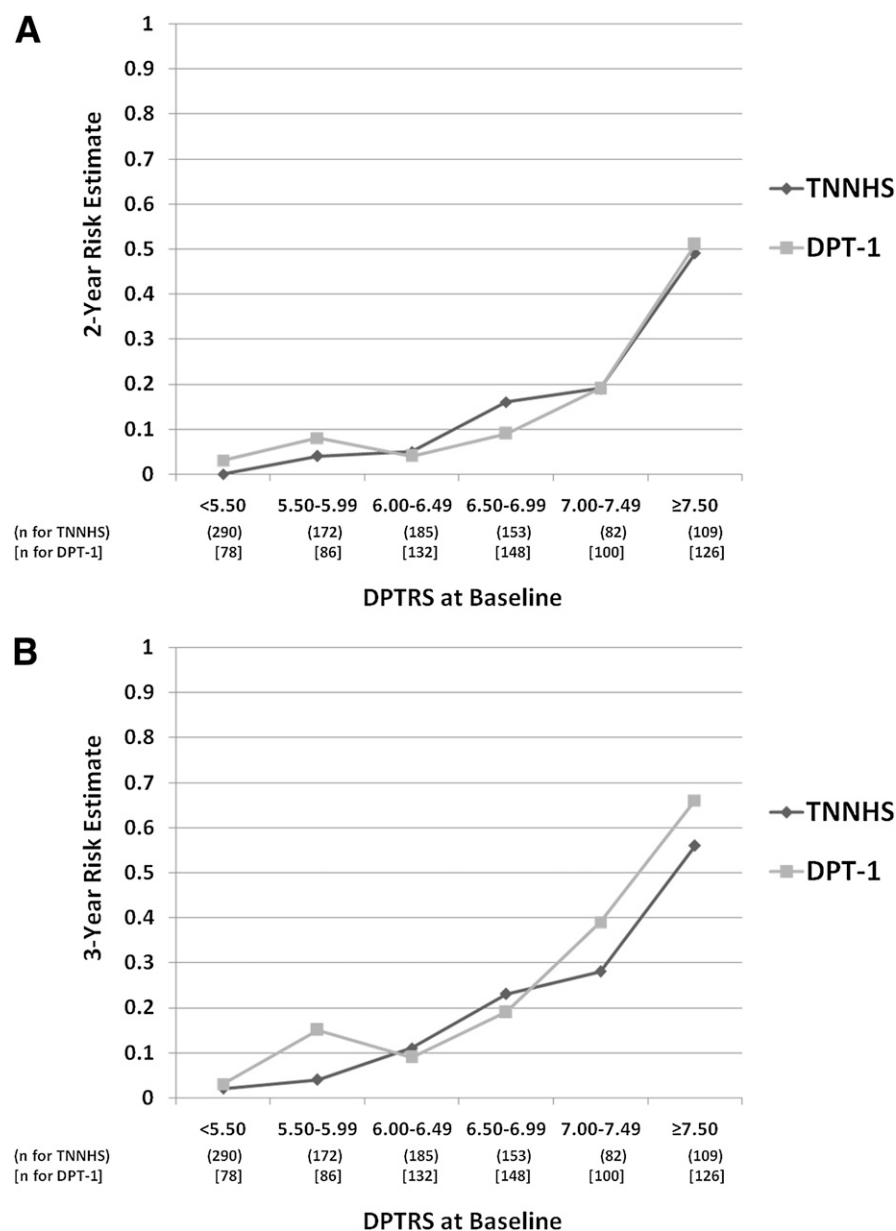 A
2-Year Risk Estimate
1
0.9
0.8
0.7
0.6
0.5
0.4
0.3
0.2
0.1
0
TNNHS
DPT-1
<5.50 5.50-5.99 6.00-6.49 6.50-6.99 7.00-7.49 ≥7.50
(n for TNNHS) (290) (172) (185) (153) (82) (109)
[n for DPT-1] [78] [86] [132] [148] [100] [126]
DPTRS at Baseline
B
3-Year Risk Estimate
1
0.9
0.8
0.7
0.6
0.5
0.4
0.3
0.2
0.1
0
TNNHS
DPT-1
<5.50 5.50-5.99 6.00-6.49 6.50-6.99 7.00-7.49 ≥7.50
(n for TNNHS) (290) (172) (185) (153) (82) (109)
[n for DPT-1] [78] [86] [132] [148] [100] [126]
DPTRS at Baseline